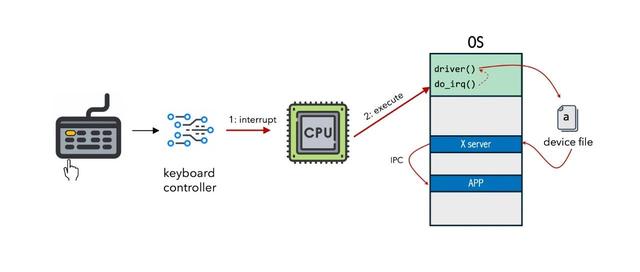 OS
driver()
do_irq()
1: interrupt
CPU
2: execute
a
X server
device file
IPC
keyboard
controller
APP